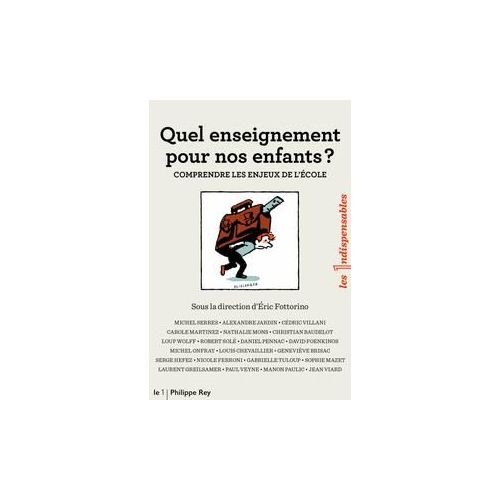 Quel enseignement
pour nos enfants ?
COMPRENDRE LES ENJEUX DE L'ÉCOLE
les 1ndispensables
Sous la direction d'Éric Fottorino
MICHEL SERRES • ALEXANDRE JARDIN • CÉDRIC VILLANI
CAROLE MARTINEZ • NATHALIE MONS • CHRISTIAN BAUDELOT
LOUP WOLFF • ROBERT SOLÉ • DANIEL PENNAC • DAVID FOENKINOS
MICHEL ONFRAY • LOUIS CHEVAILLIER • GENEVIÈVE BRISAC
SERGE HEFEZ • NICOLE FERRONI • GABRIELLE TULOUP • SOPHIE MAZET
LAURENT GREILSAMER • PAUL VEYNE • MANON PAULIC • JEAN VIARD
le 1 | Philippe Rey